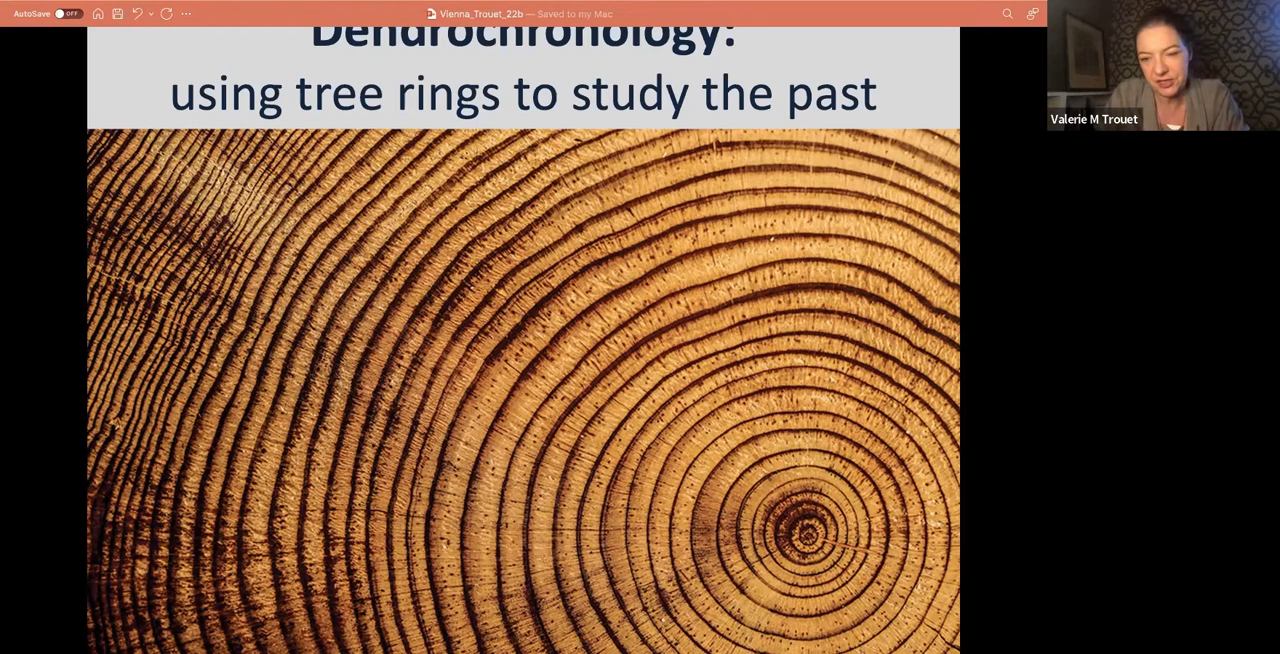 AutoSave OFF
Vienna_Trouet_22b — Saved to my Mac
Dendrochronology:
using tree rings to study the past
Valerie M Trouet